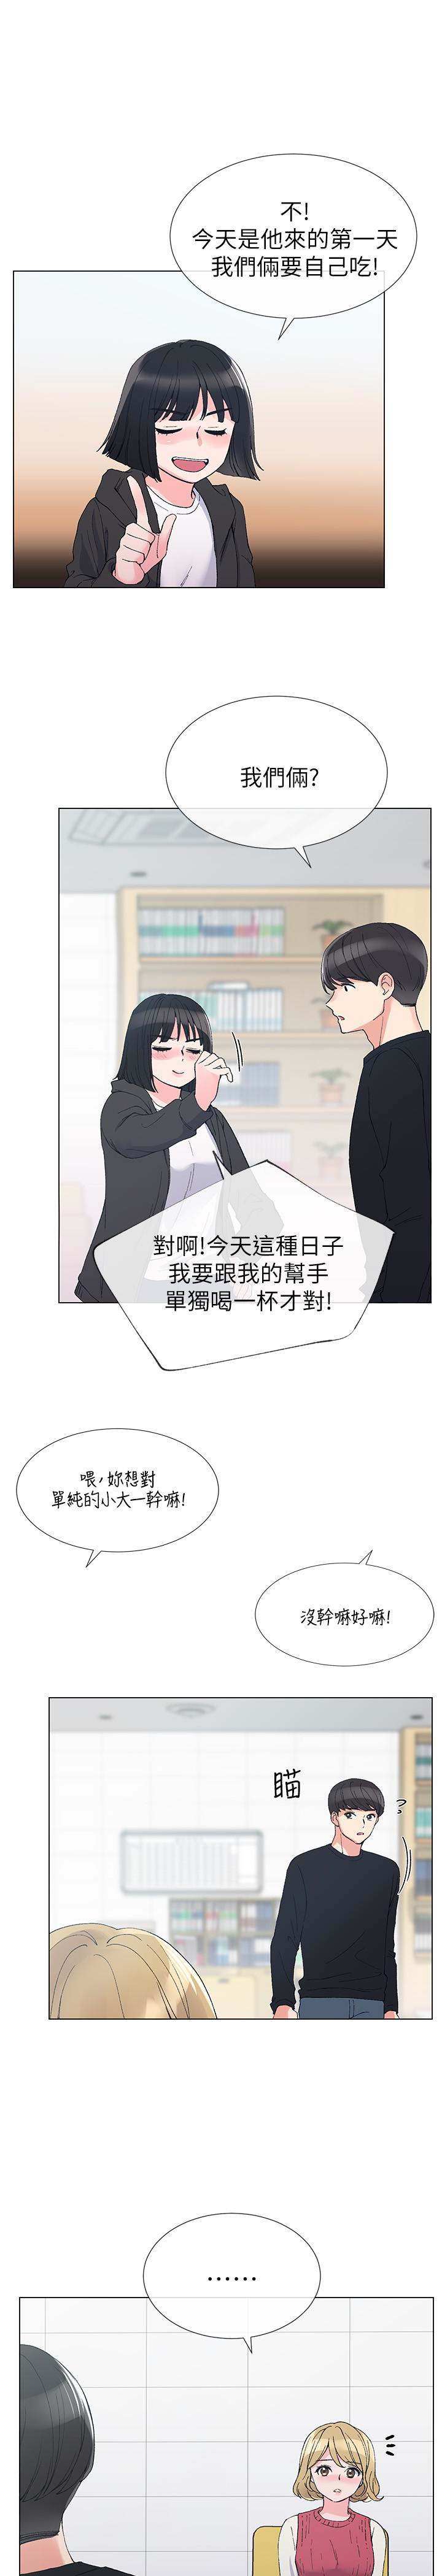 不!
今天是他來的第一天
我們倆要自己吃!
我們倆?
對啊!今天這種日子
我要跟我的幫手
單獨喝一杯才對!
喂,妳想對
單純的小大一幹嘛!
沒幹嘛好嘛!
瞄
……